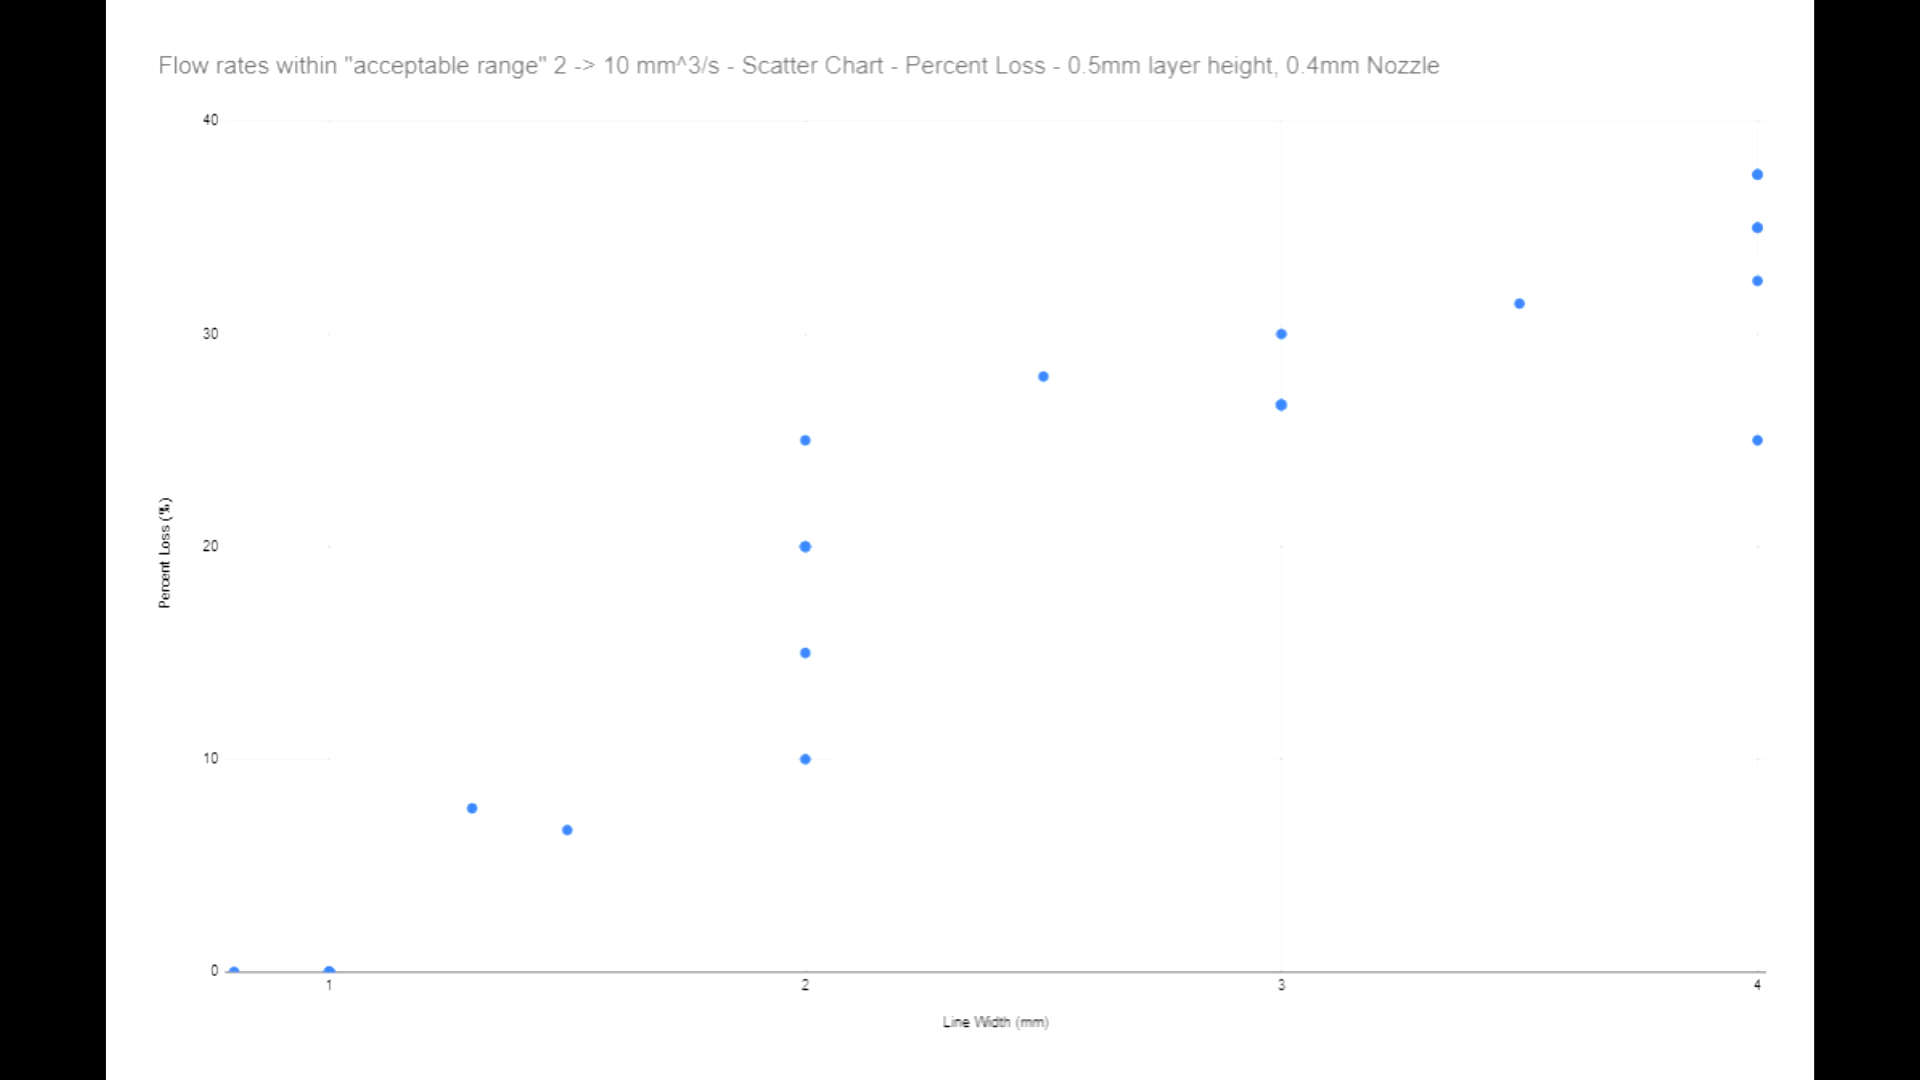 Flow rates within "acceptable range" 2 -> 10 mm^3/s - Scatter Chart - Percent Loss - 0.5mm layer height, 0.4mm Nozzle
40
30
20
10
0
Percent Loss (%)
1 2 3 4
Line Width (mm)